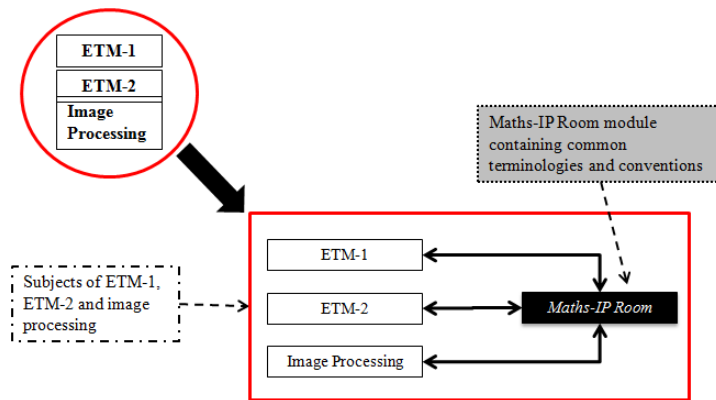 ETM-1
ETM-2
Image
Processing
Maths-IP Room module
containing common
terminologies and conventions
Subjects of ETM-1,
ETM-2 and image
processing
ETM-1
ETM-2
Image Processing
Maths-IP Room